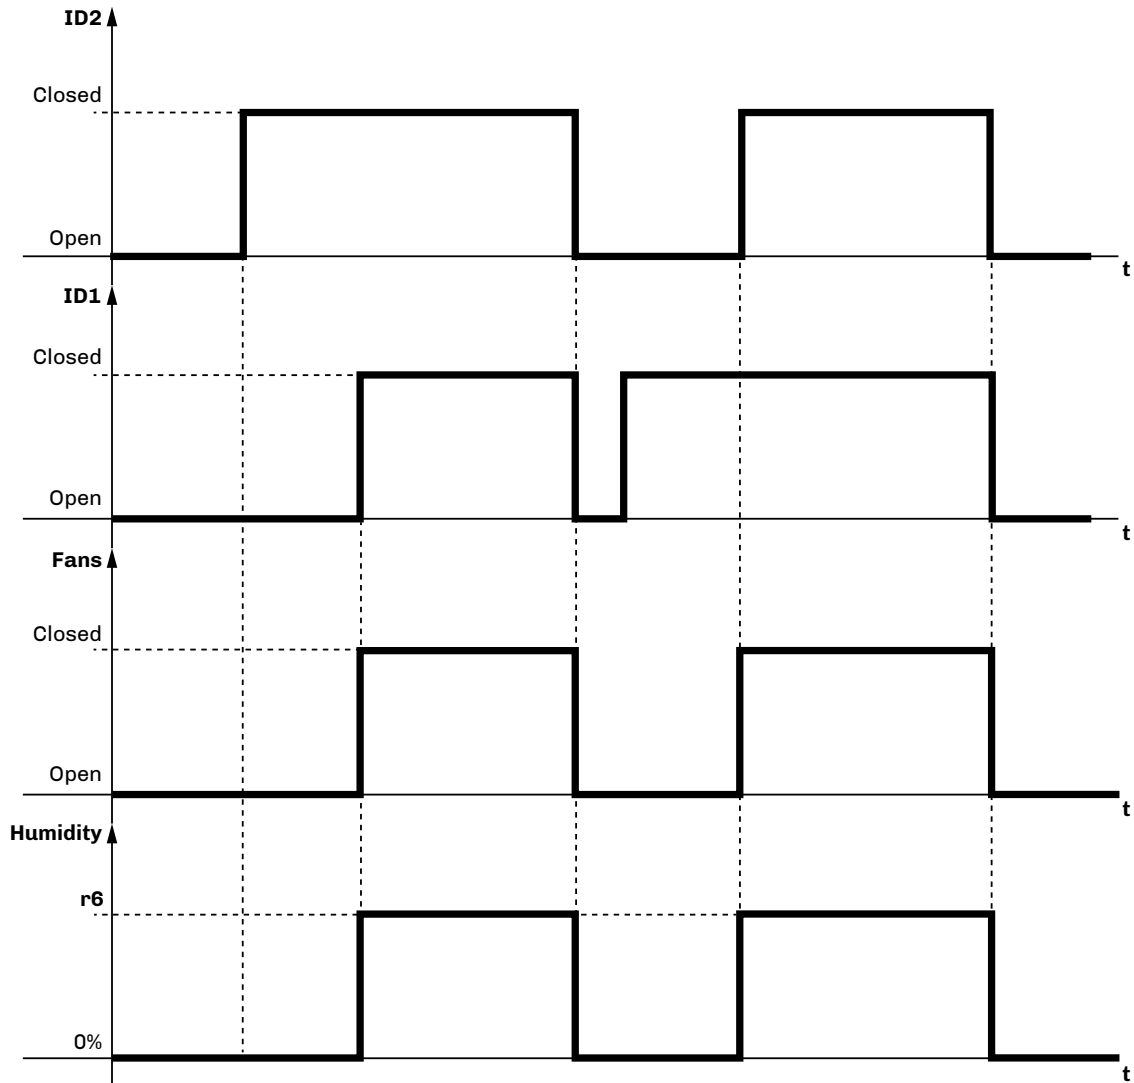 ID2
Closed
Open
t
ID1
Closed
Open
t
Fans
Closed
Open
t
Humidity
r6
0%
t